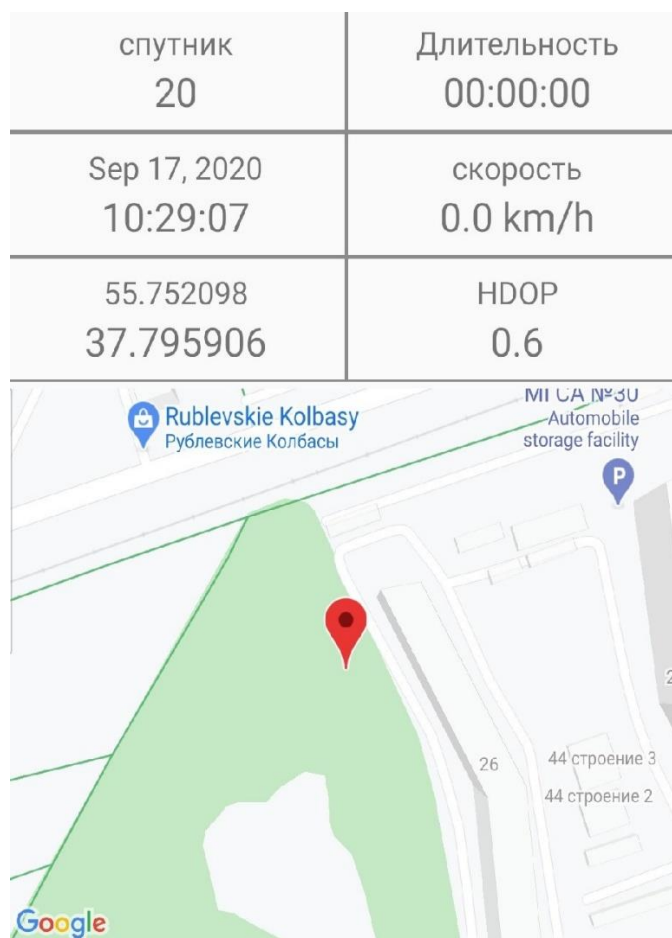 спутник
20
Длительность
00:00:00
Sep 17, 2020
10:29:07
скорость
0.0 km/h
55.752098
37.795906
HDOP
0.6
Rublevskie Kolbasy
Рублевские Колбасы
№30
Automobile
storage facility
P
26
44 строение 3
44 строение 2
2
Google